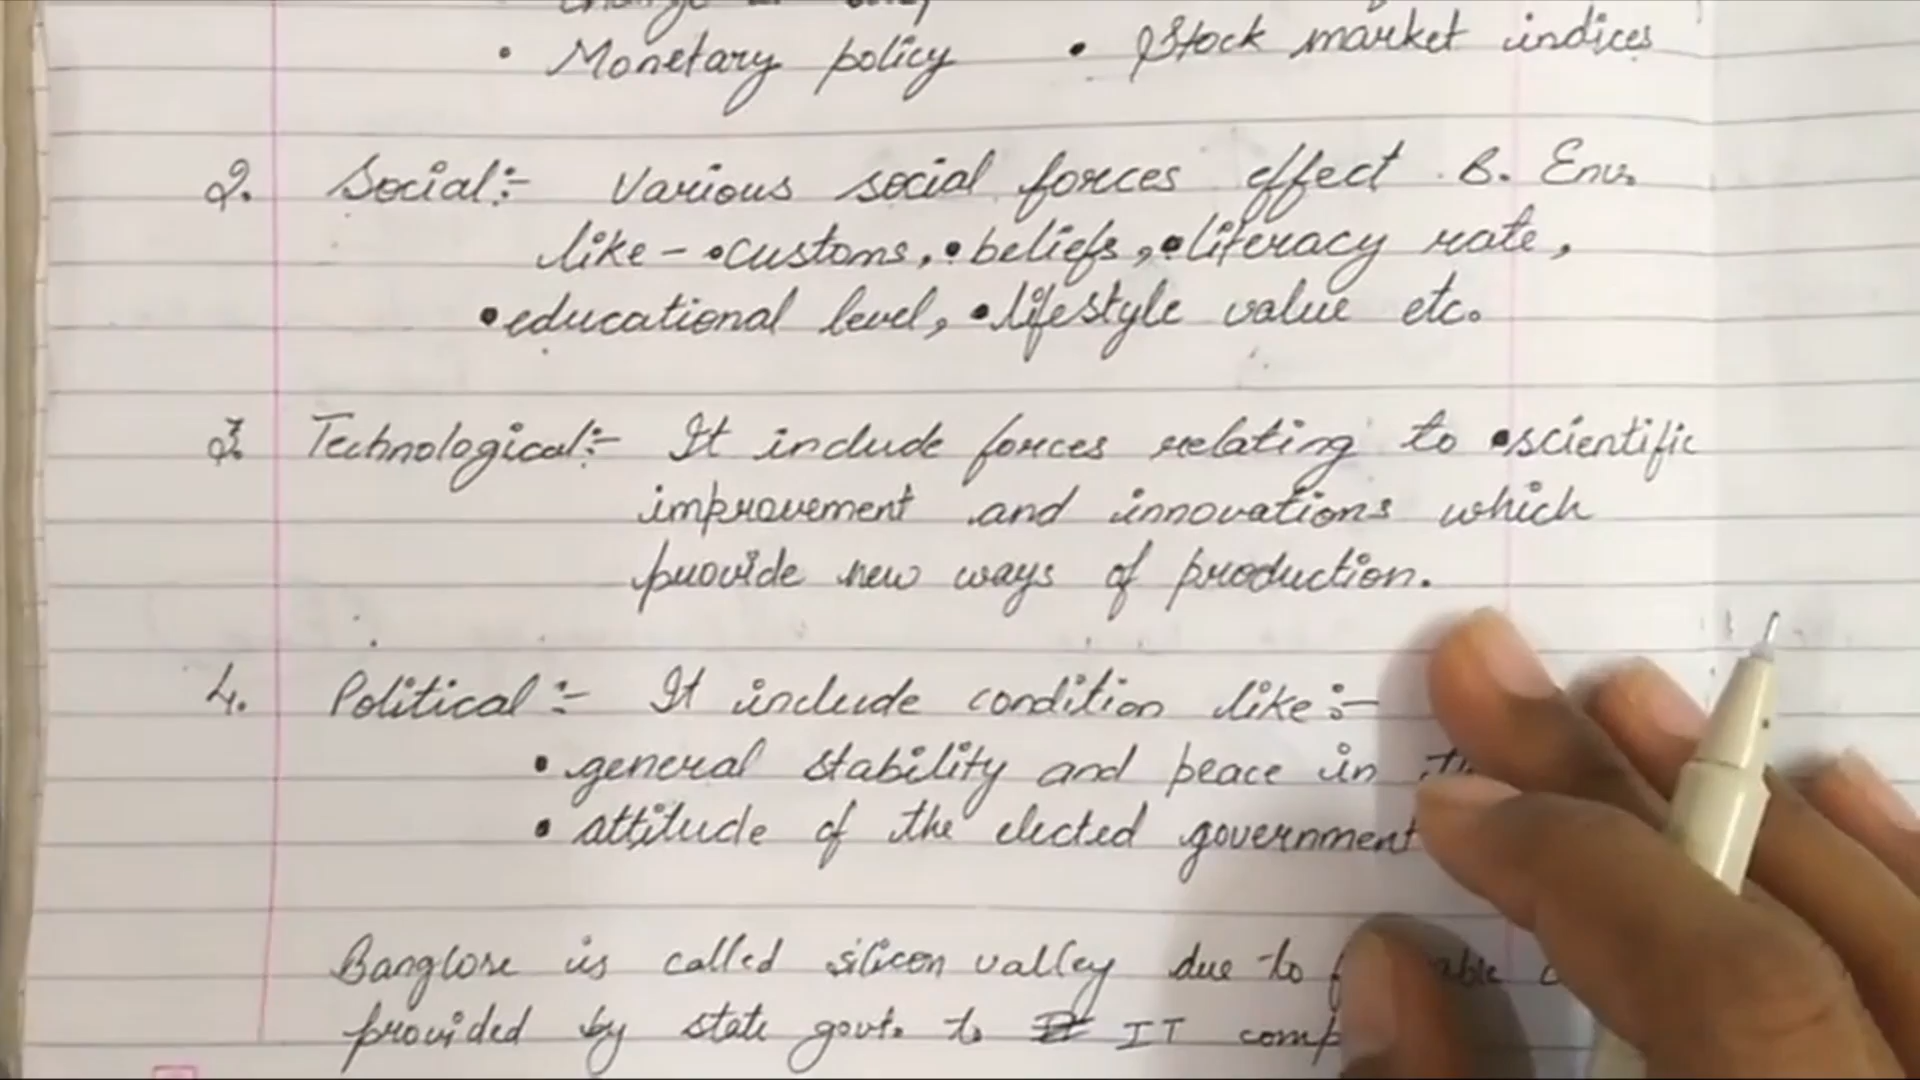 • Monetary policy • Stock market indices
2. Social:- Various social forces effect B. Env.
like - • customs, • beliefs, • literacy rate,
• educational level, • lifestyle value etc.
3. Technological:- It include forces relating to • scientific
improvement and innovations which
provide new ways of production.
4. Political :- It include condition like :-
• general stability and peace in
• attitude of the elected government
Banglore is called silicon valley due to
provided by state govt. to IT